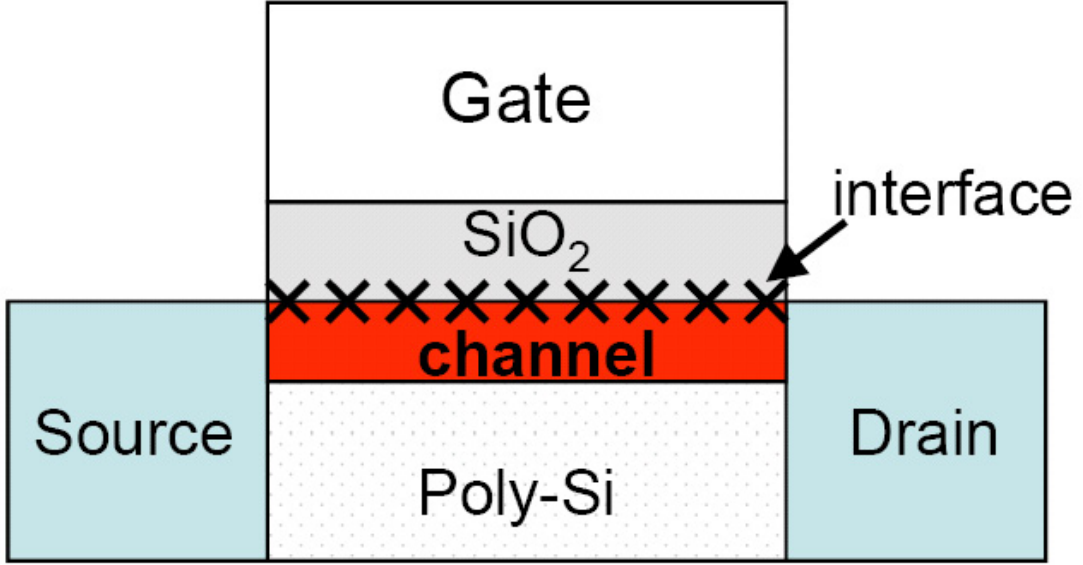 Gate
interface
SiO₂
channel
Source
Drain
Poly-Si